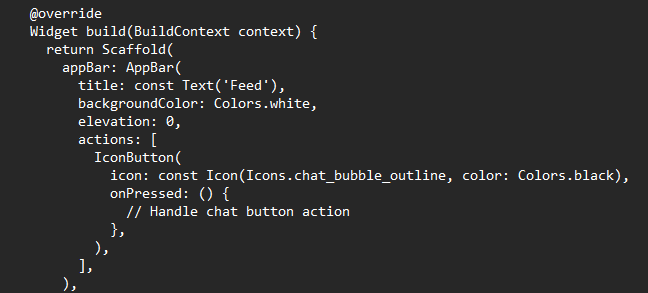 @override
Widget build(BuildContext context) {
return Scaffold(
appBar: AppBar(
title: const Text('Feed'),
backgroundColor: Colors.white,
elevation: 0,
actions: [
IconButton(
icon: const Icon(Icons.chat_bubble_outline, color: Colors.black),
onPressed: () {
// Handle chat button action
},
),
],
),